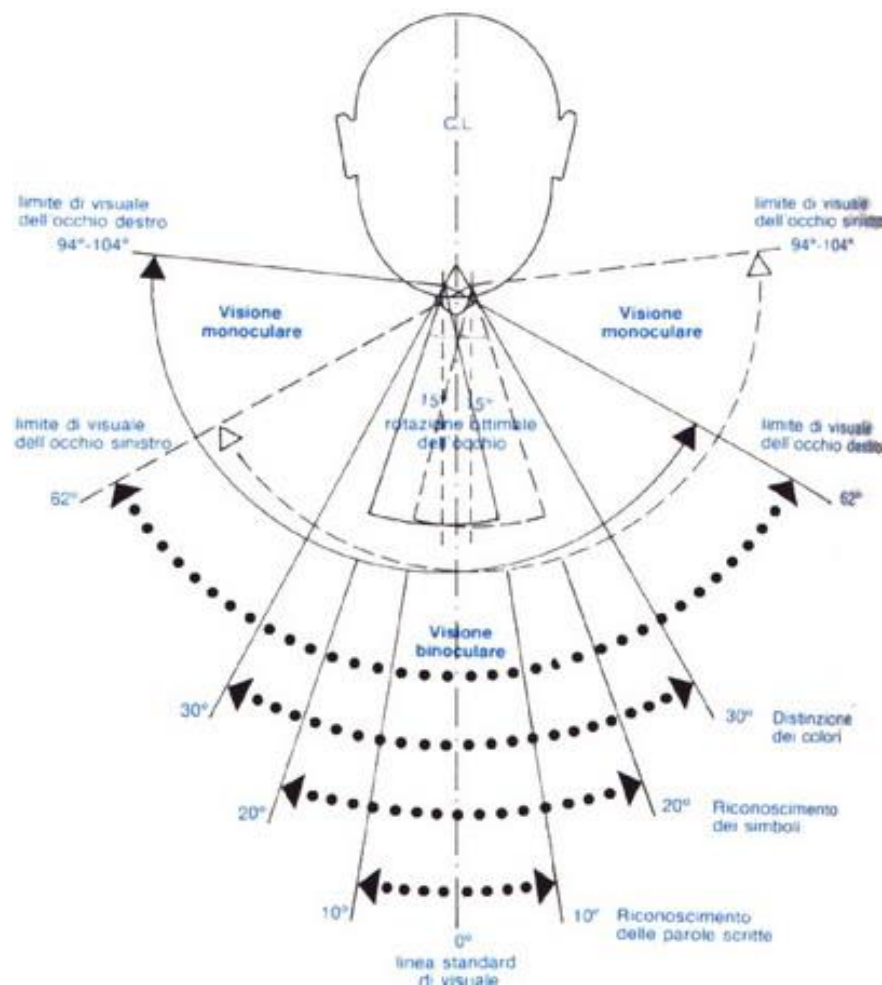 C.L
limite di visuale
dell'occhio destro
94°-104°
limite di visuale
dell'occhio sinistro
94°-104°
Visione
monoculare
Visione
monoculare
15° 15°
rotazione ottimale
dell'occhio
limite di visuale
dell'occhio sinistro
62°
limite di visuale
dell'occhio destro
62°
Visione
binoculare
30°
30° Distinzione
dei colori
20°
20° Riconoscimento
dei simboli
10°
10° Riconoscimento
delle parole scritte
0°
linea standard
di visuale